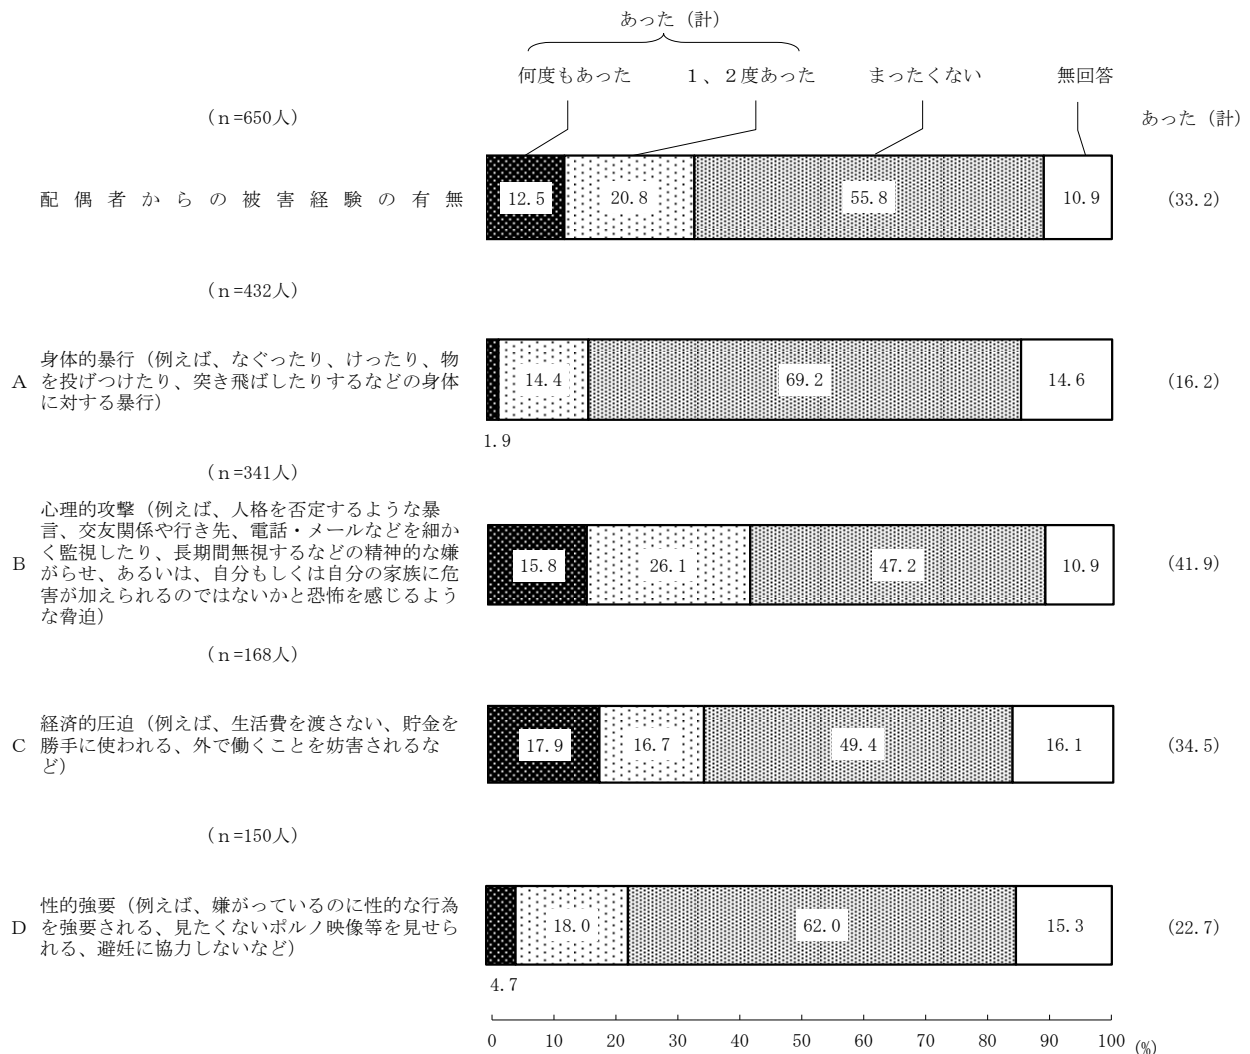 あった（計）
何度もあった　１、２度あった　まったくない　無回答
（ｎ=650人）　あった（計）
配偶者からの被害経験の有無　12.5　20.8　55.8　10.9　(33.2)
（ｎ=432人）
身体的暴行（例えば、なぐったり、けったり、物
A　を投げつけたり、突き飛ばしたりするなどの身体　14.4　69.2　14.6　(16.2)
に対する暴行）
1.9
（ｎ=341人）
心理的攻撃（例えば、人格を否定するような暴
言、交友関係や行き先、電話・メールなどを細か
く監視したり、長期間無視するなどの精神的な嫌
B　がらせ、あるいは、自分もしくは自分の家族に危　15.8　26.1　47.2　10.9　(41.9)
害が加えられるのではないかと恐怖を感じるよう
な脅迫）
（ｎ=168人）
経済的圧迫（例えば、生活費を渡さない、貯金を
C　勝手に使われる、外で働くことを妨害されるな　17.9　16.7　49.4　16.1　(34.5)
ど）
（ｎ=150人）
性的強要（例えば、嫌がっているのに性的な行為
D　を強要される、見たくないポルノ映像等を見せら　18.0　62.0　15.3　(22.7)
れる、避妊に協力しないなど）
4.7
0　10　20　30　40　50　60　70　80　90　100　(%)